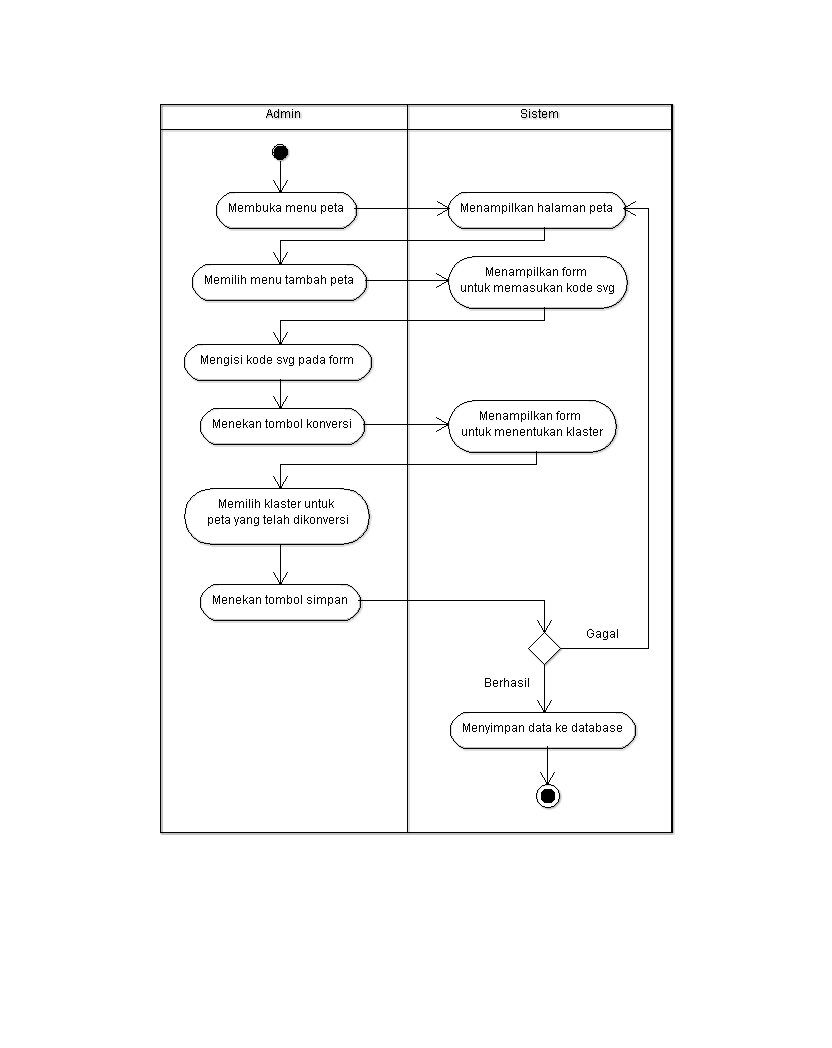 Admin
Sistem
Membuka menu peta
Menampilkan halaman peta
Memilih menu tambah peta
Menampilkan form
untuk memasukan kode svg
Mengisi kode svg pada form
Menekan tombol konversi
Menampilkan form
untuk menentukan klaster
Memilih klaster untuk
peta yang telah dikonversi
Menekan tombol simpan
Gagal
Berhasil
Menyimpan data ke database